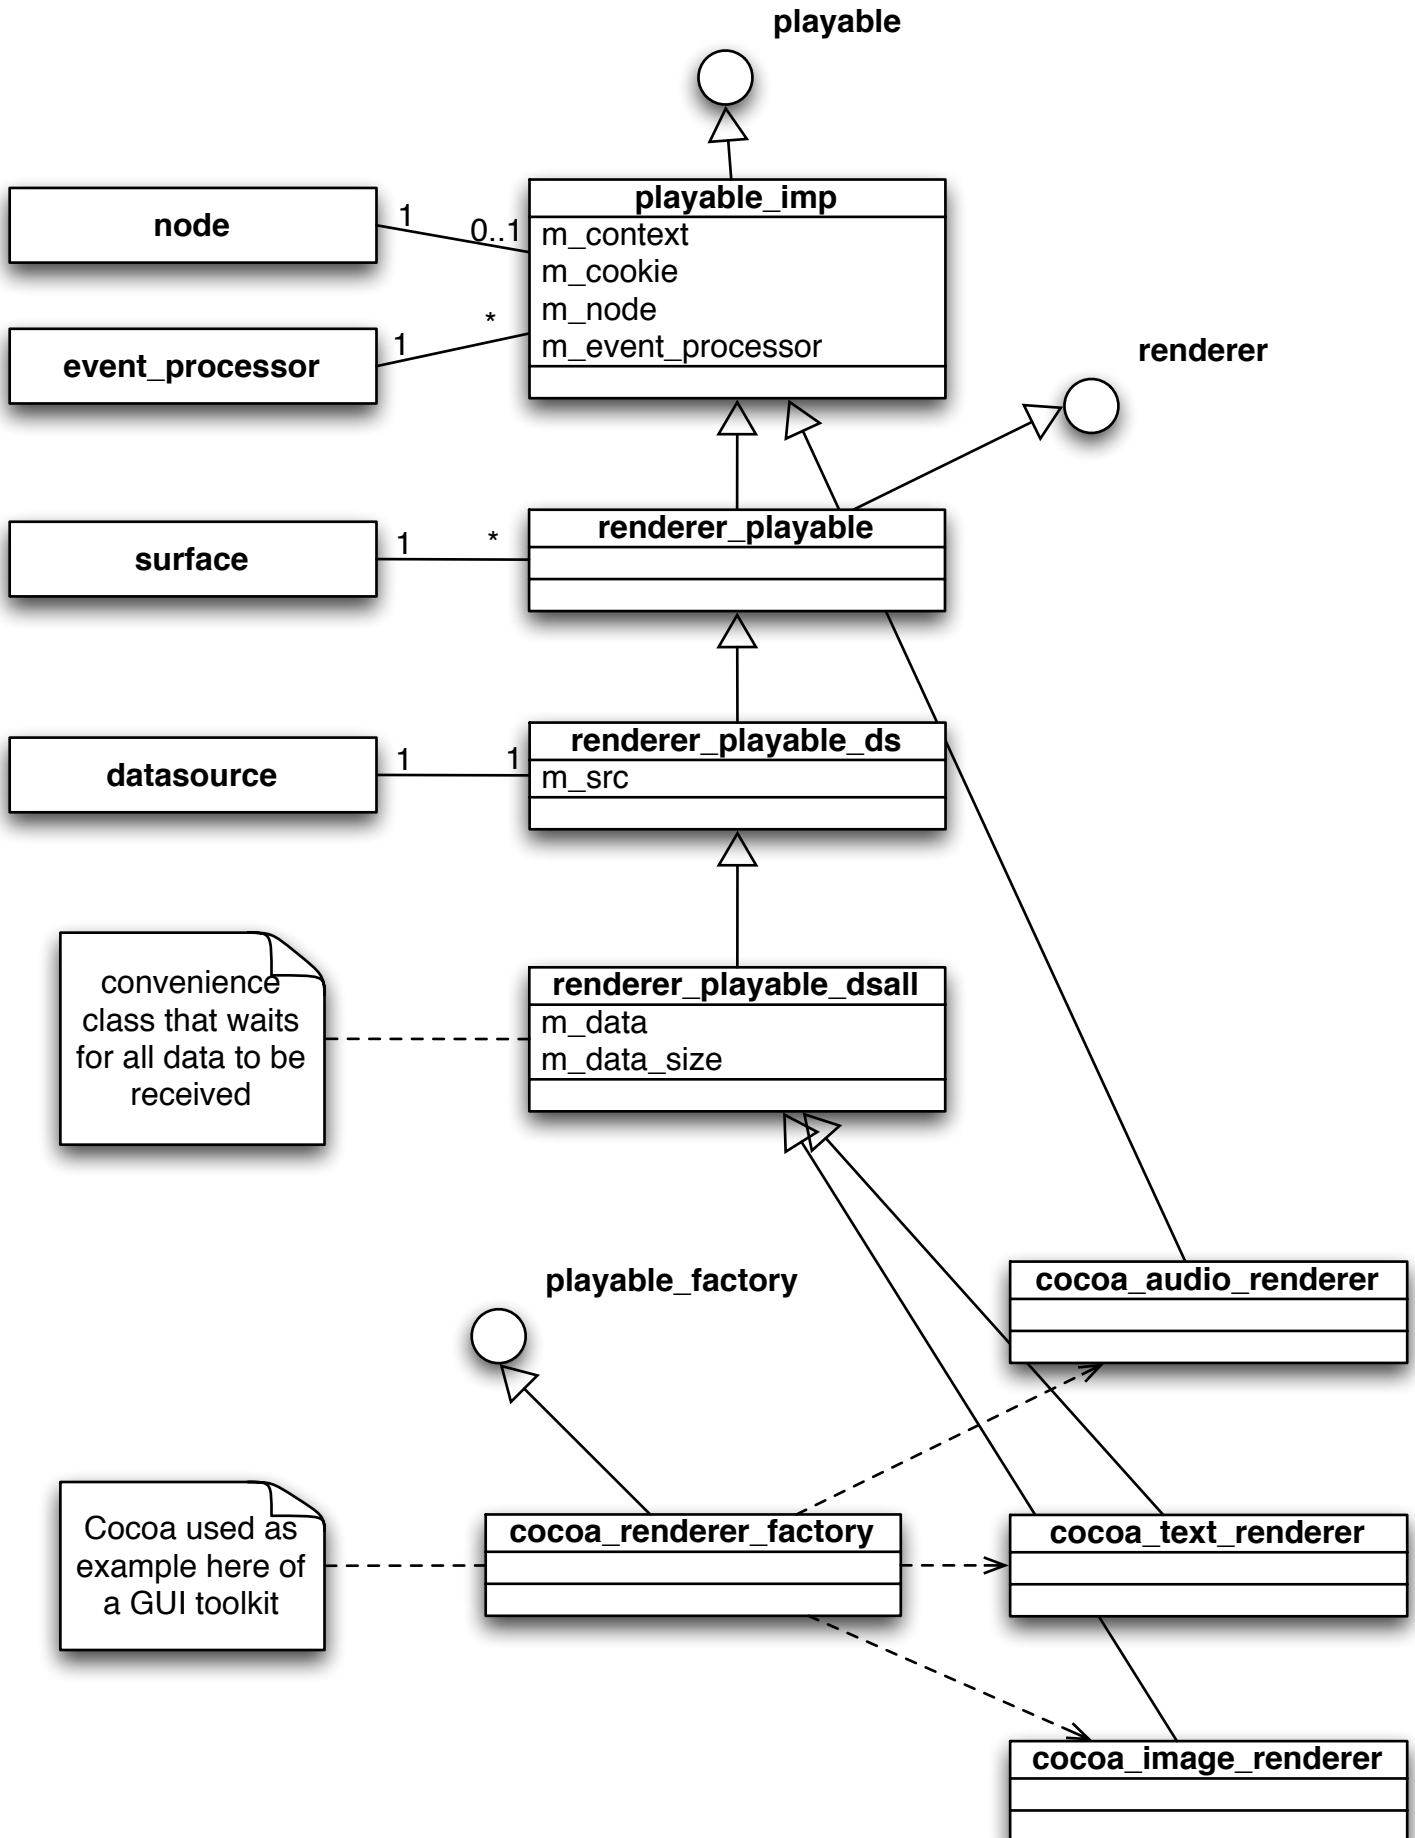 playable
playable_imp
node
1
0..1
m_context
m_cookie
m_node
m_event_processor
event_processor
1
*
renderer
renderer_playable
surface
1
*
renderer_playable_ds
datasource
1
1
m_src
convenience
class that waits
for all data to be
received
renderer_playable_dsall
m_data
m_data_size
playable_factory
cocoa_audio_renderer
Cocoa used as
example here of
a GUI toolkit
cocoa_renderer_factory
cocoa_text_renderer
cocoa_image_renderer